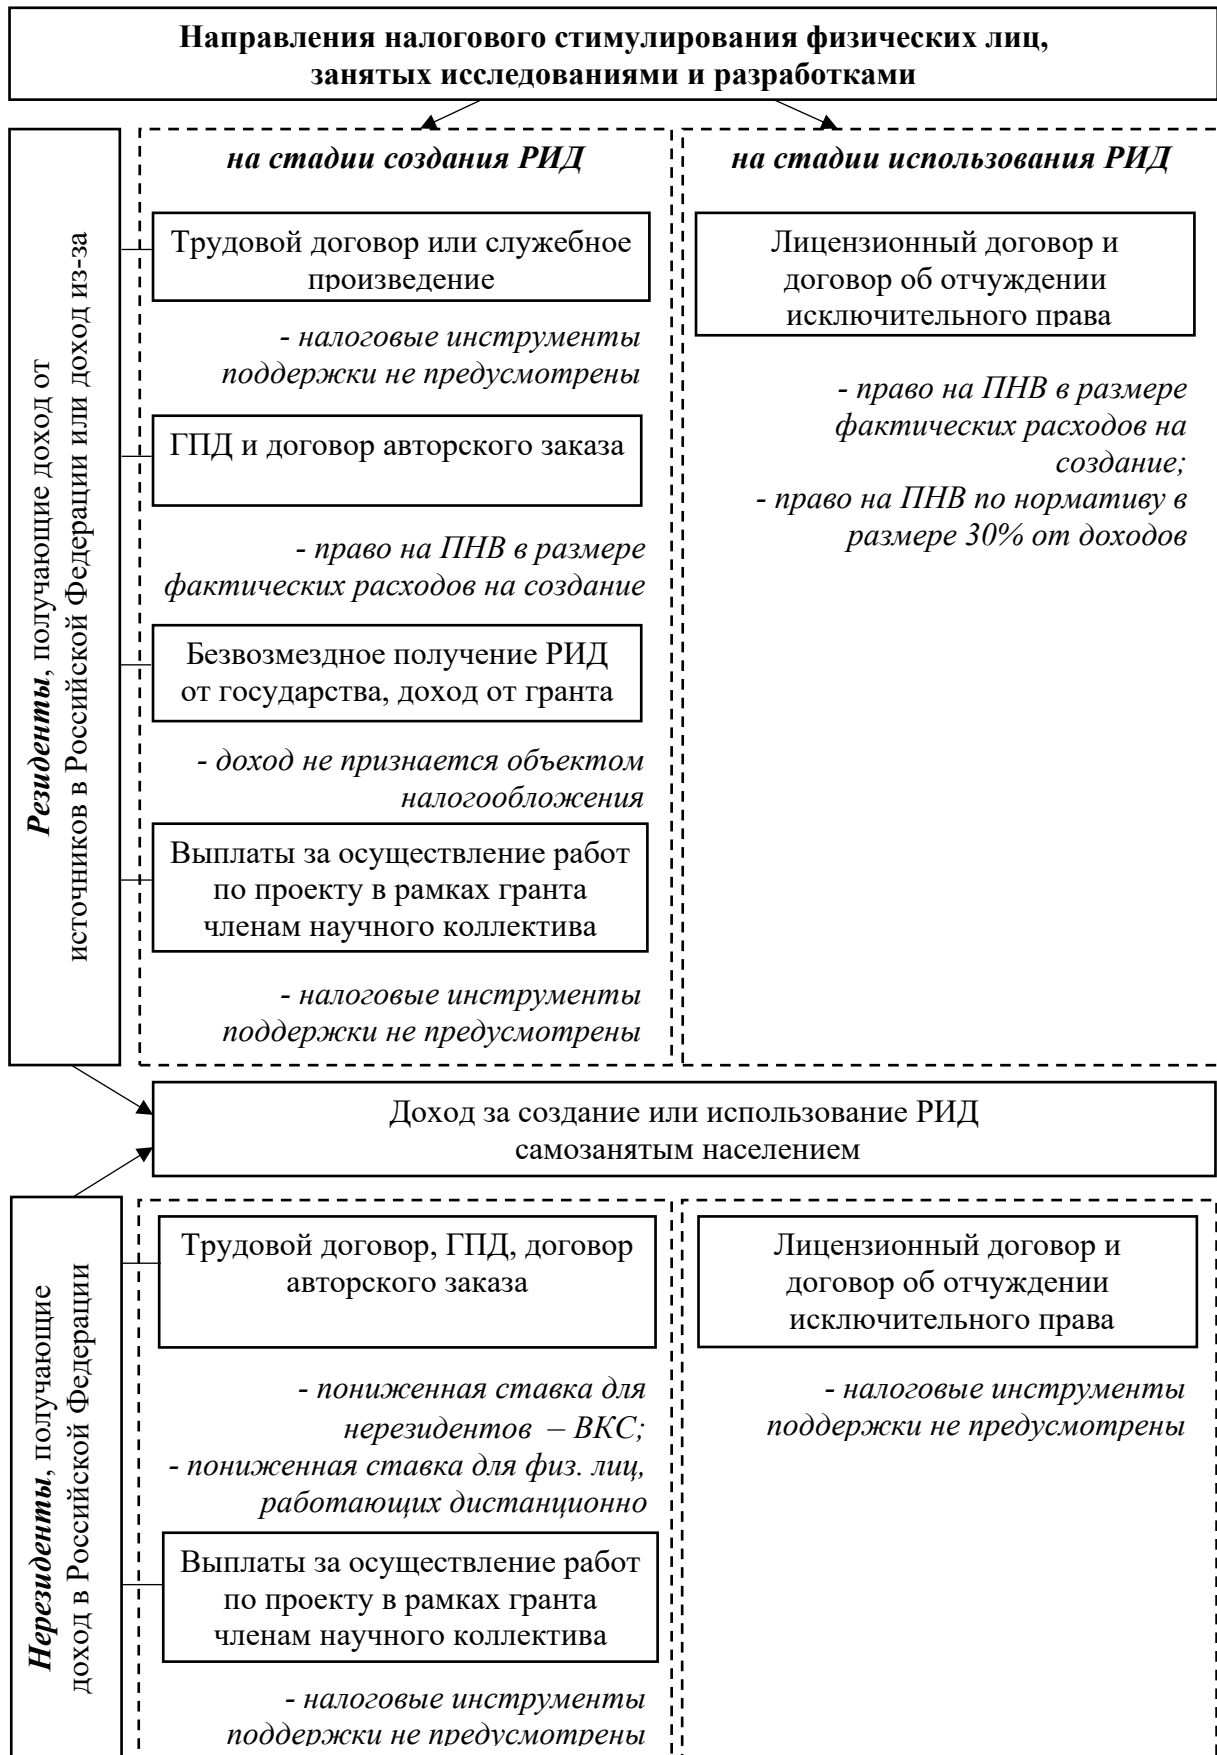 Направления налогового стимулирования физических лиц,
занятых исследованиями и разработками
Резиденты, получающие доход от
источников в Российской Федерации или доход из-за
на стадии создания РИД
Трудовой договор или служебное
произведение
- налоговые инструменты
поддержки не предусмотрены
ГПД и договор авторского заказа
- право на ПНВ в размере
фактических расходов на создание
Безвозмездное получение РИД
от государства, доход от гранта
- доход не признается объектом
налогообложения
Выплаты за осуществление работ
по проекту в рамках гранта
членам научного коллектива
- налоговые инструменты
поддержки не предусмотрены
на стадии использования РИД
Лицензионный договор и
договор об отчуждении
исключительного права
- право на ПНВ в размере
фактических расходов на
создание;
- право на ПНВ по нормативу в
размере 30% от доходов
Доход за создание или использование РИД
самозанятым населением
Нерезиденты, получающие
доход в Российской Федерации
Трудовой договор, ГПД, договор
авторского заказа
- пониженная ставка для
нерезидентов – ВКС;
- пониженная ставка для физ. лиц,
работающих дистанционно
Выплаты за осуществление работ
по проекту в рамках гранта
членам научного коллектива
- налоговые инструменты
поддержки не предусмотрены
Лицензионный договор и
договор об отчуждении
исключительного права
- налоговые инструменты
поддержки не предусмотрены